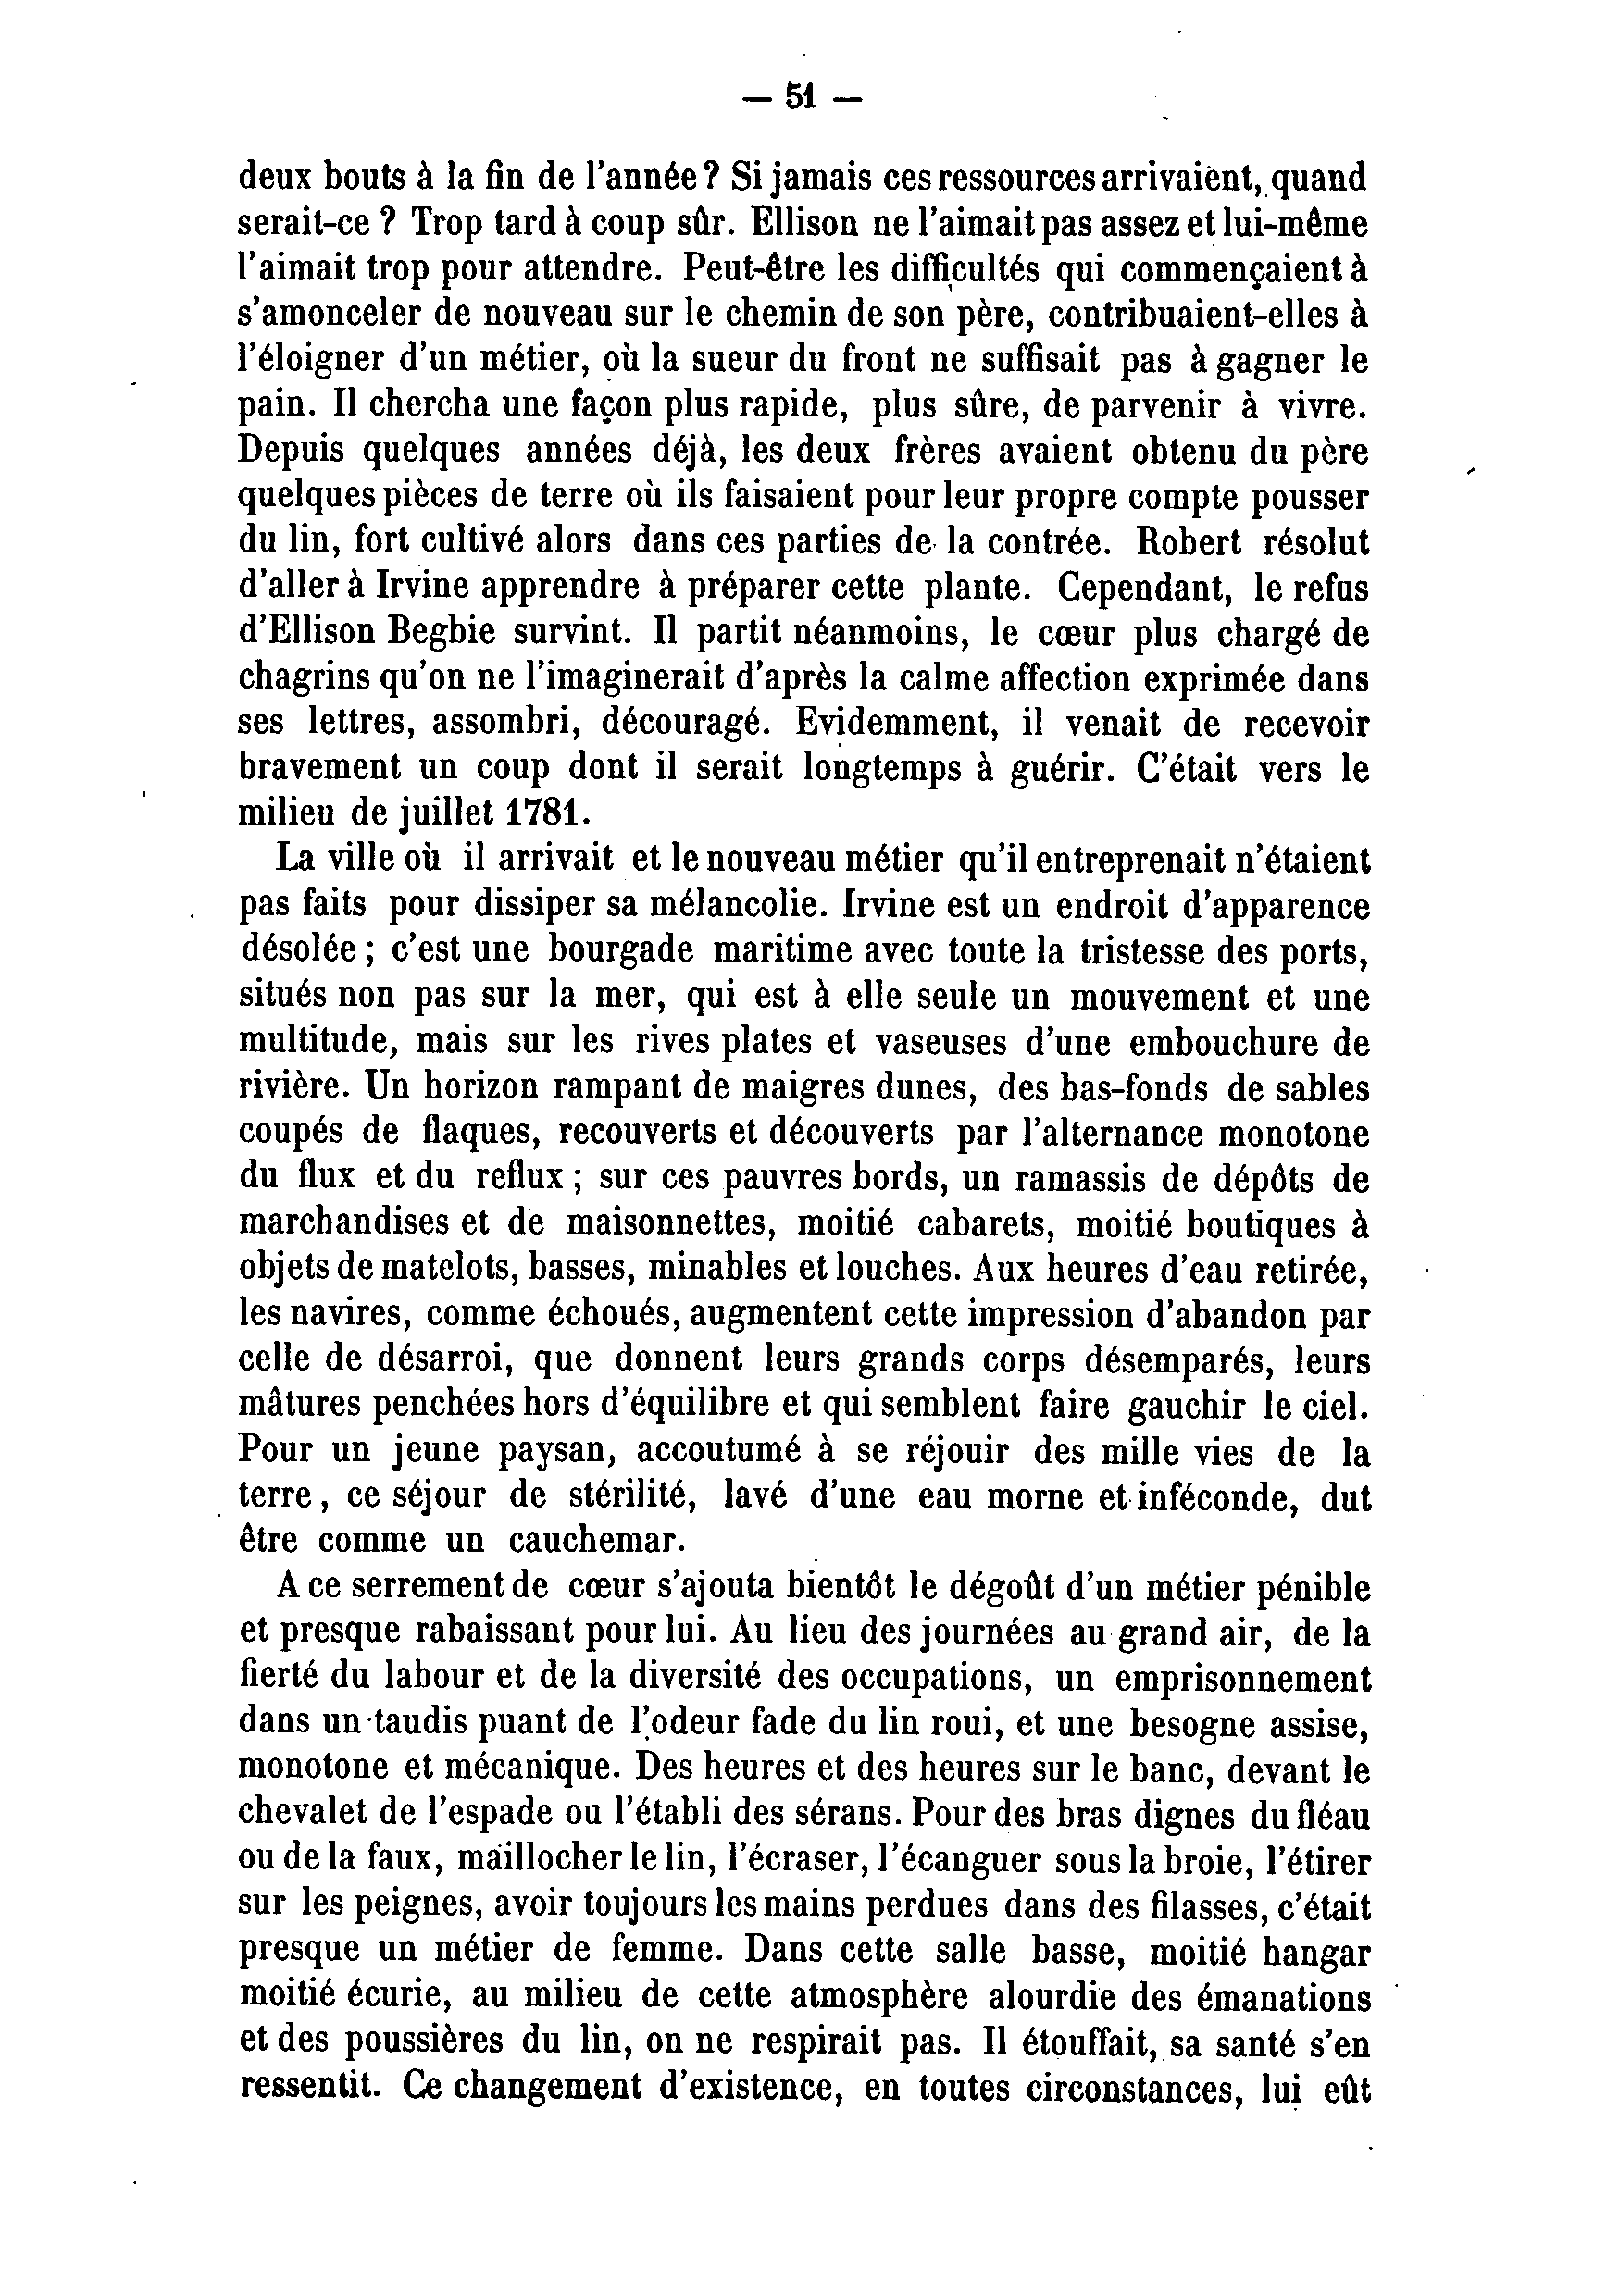 — 51 —
deux bouts à la fin de l'année ? Si jamais ces ressources arrivaient, quand
serait-ce ? Trop tard à coup sûr. Ellison ne l'aimait pas assez et lui-même
l'aimait trop pour attendre. Peut-être les difficultés qui commençaient à
s'amonceler de nouveau sur le chemin de son père, contribuaient-elles à
l'éloigner d'un métier, où la sueur du front ne suffisait pas à gagner le
pain. Il chercha une façon plus rapide, plus sûre, de parvenir à vivre.
Depuis quelques années déjà, les deux frères avaient obtenu du père
quelques pièces de terre où ils faisaient pour leur propre compte pousser
du lin, fort cultivé alors dans ces parties de la contrée. Robert résolut
d'aller à Irvine apprendre à préparer cette plante. Cependant, le refus
d'Ellison Begbie survint. Il partit néanmoins, le cœur plus chargé de
chagrins qu'on ne l'imaginerait d'après la calme affection exprimée dans
ses lettres, assombri, découragé. Evidemment, il venait de recevoir
bravement un coup dont il serait longtemps à guérir. C'était vers le
milieu de juillet 1781.
La ville où il arrivait et le nouveau métier qu'il entreprenait n'étaient
pas faits pour dissiper sa mélancolie. Irvine est un endroit d'apparence
désolée ; c'est une bourgade maritime avec toute la tristesse des ports,
situés non pas sur la mer, qui est à elle seule un mouvement et une
multitude, mais sur les rives plates et vaseuses d'une embouchure de
rivière. Un horizon rampant de maigres dunes, des bas-fonds de sables
coupés de flaques, recouverts et découverts par l'alternance monotone
du flux et du reflux ; sur ces pauvres bords, un ramassis de dépôts de
marchandises et de maisonnettes, moitié cabarets, moitié boutiques à
objets de matelots, basses, minables et louches. Aux heures d'eau retirée,
les navires, comme échoués, augmentent cette impression d'abandon par
celle de désarroi, que donnent leurs grands corps désemparés, leurs
mâtures penchées hors d'équilibre et qui semblent faire gauchir le ciel.
Pour un jeune paysan, accoutumé à se réjouir des mille vies de la
terre, ce séjour de stérilité, lavé d'une eau morne et inféconde, dut
être comme un cauchemar.
A ce serrement de cœur s'ajouta bientôt le dégoût d'un métier pénible
et presque rabaissant pour lui. Au lieu des journées au grand air, de la
fierté du labour et de la diversité des occupations, un emprisonnement
dans un taudis puant de l'odeur fade du lin roui, et une besogne assise,
monotone et mécanique. Des heures et des heures sur le banc, devant le
chevalet de l'espade ou l'établi des sérans. Pour des bras dignes du fléau
ou de la faux, maillocher le lin, l'écraser, l'écanguer sous la broie, l'étirer
sur les peignes, avoir toujours les mains perdues dans des filasses, c'était
presque un métier de femme. Dans cette salle basse, moitié hangar
moitié écurie, au milieu de cette atmosphère alourdie des émanations
et des poussières du lin, on ne respirait pas. Il étouffait, sa santé s'en
ressentit. Ce changement d'existence, en toutes circonstances, lui eût